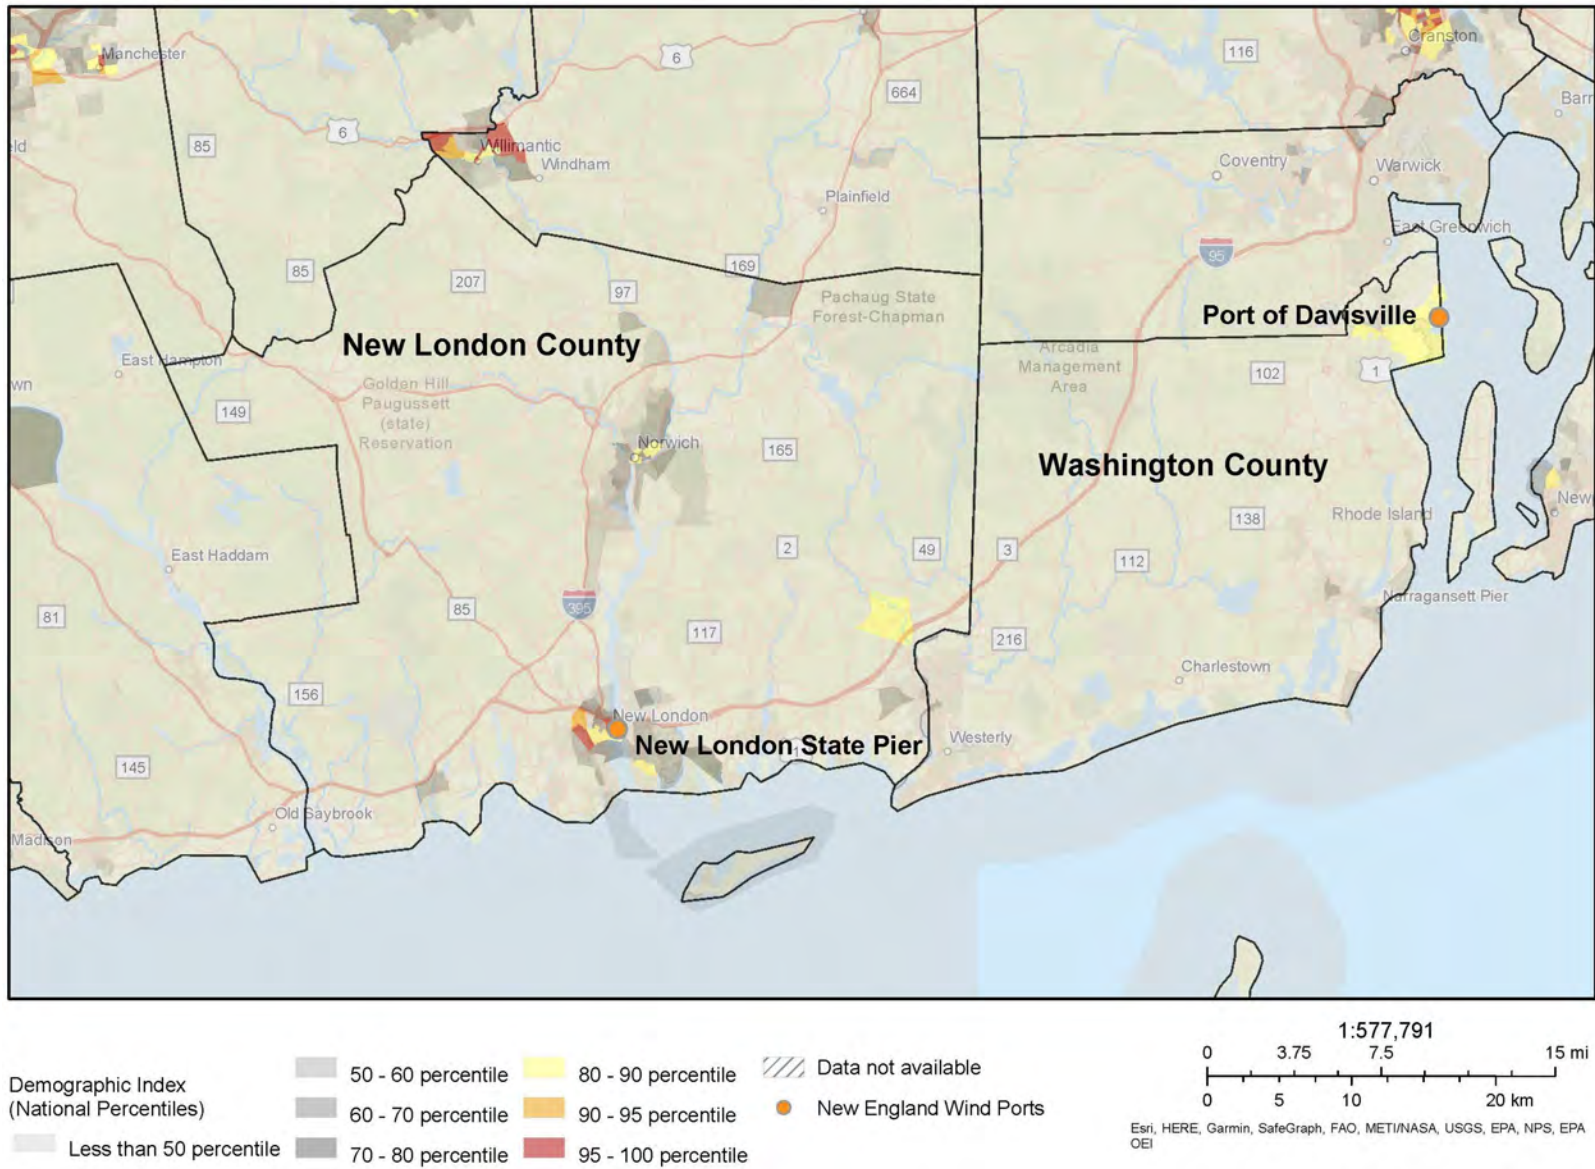 Manchester
6
116
Cranston
664
Barr
85
6
eld
Willimantic
Windham
Coventry
Warwick
Plainfield
East Greenwich
95
169
85
207
97
Pachaug State
Forest-Chapman
Port of Davisville
New London County
East Hampton
Arcadia
Management
Area
102
1
wn
Golden Hill
Paugussett
(state)
Reservation
149
Norwich
165
Washington County
New
138
Rhode Island
2
49
3
112
East Haddam
Narragansett Pier
81
85
395
117
216
Charlestown
156
New London
New London State Pier
1
Westerly
145
Old Saybrook
Madison
Demographic Index
(National Percentiles)
Less than 50 percentile
50 - 60 percentile
60 - 70 percentile
70 - 80 percentile
80 - 90 percentile
90 - 95 percentile
95 - 100 percentile
Data not available
New England Wind Ports
1:577,791
0 3.75 7.5 15 mi
0 5 10 20 km
Esri, HERE, Garmin, SafeGraph, FAO, METI/NASA, USGS, EPA, NPS, EPA
OEI